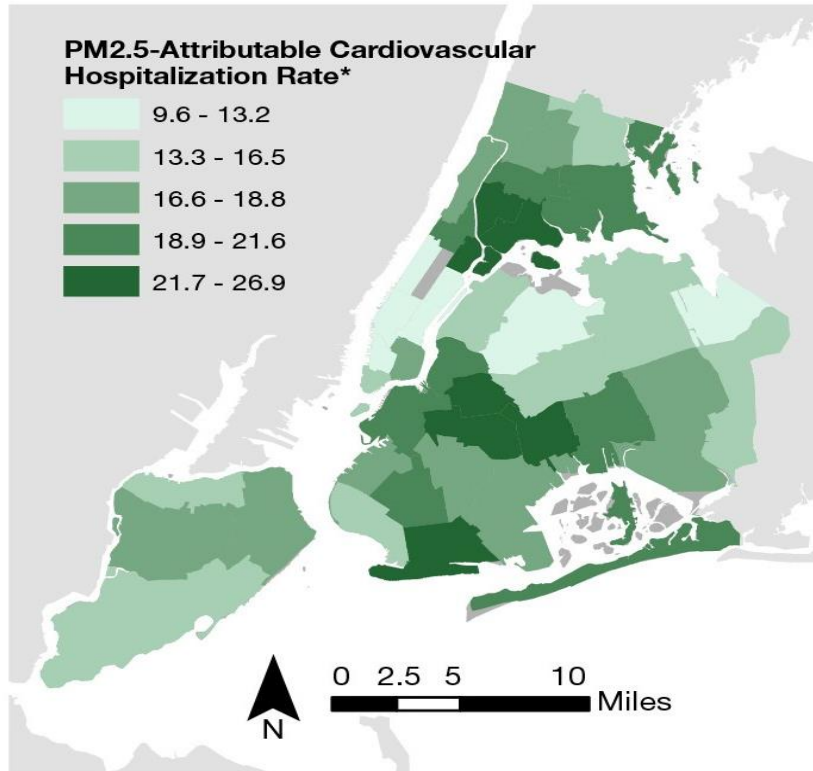 PM2.5-Attributable Cardiovascular
Hospitalization Rate*
9.6 - 13.2
13.3 - 16.5
16.6 - 18.8
18.9 - 21.6
21.7 - 26.9
0 2.5 5 10
Miles
N